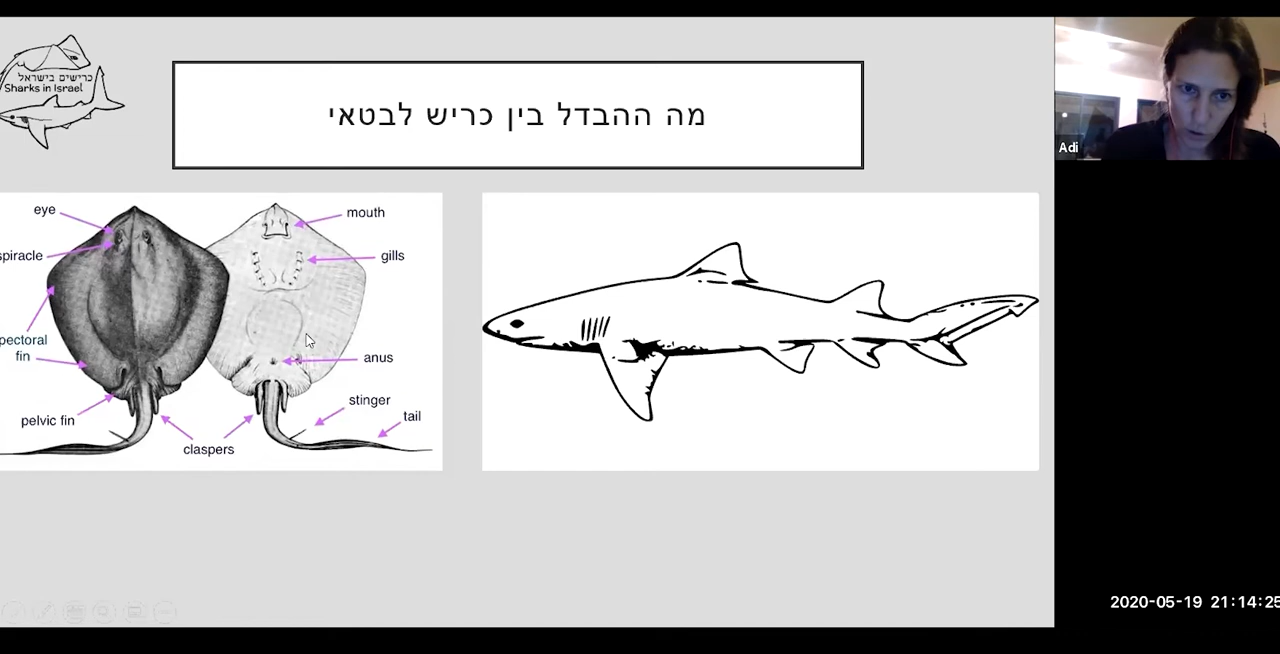 כרישים בישראל
Sharks in Israel
מה ההבדל בין כריש לבטאי
Adi
eye
spiracle
pectoral
fin
pelvic fin
claspers
mouth
gills
anus
stinger
tail
2020-05-19 21:14:25